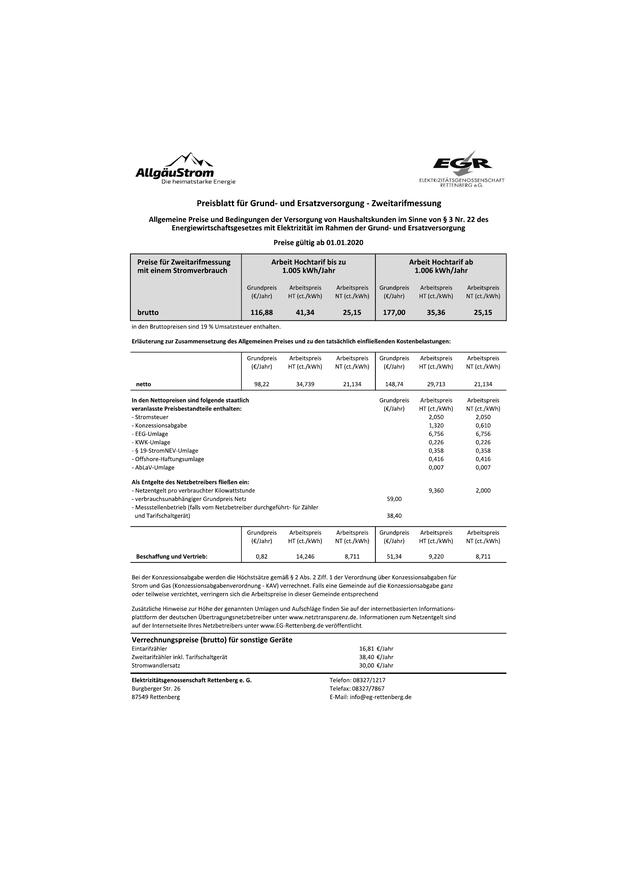 AllgäuStrom
Die heimatstarke Energie
EGR
ELEKTRIZITÄTSGENOSSENSCHAFT
RETTENBERG e.G.
Preisblatt für Grund- und Ersatzversorgung - Zweitarifmessung
Allgemeine Preise und Bedingungen der Versorgung von Haushaltskunden im Sinne von § 3 Nr. 22 des
Energiewirtschaftsgesetzes mit Elektrizität im Rahmen der Grund- und Ersatzversorgung
Preise gültig ab 01.01.2020
Preise für Zweitarifmessung Arbeit Hochtarif bis zu Arbeit Hochtarif ab
mit einem Stromverbrauch 1.005 kWh/Jahr 1.006 kWh/Jahr
Grundpreis Arbeitspreis Arbeitspreis Grundpreis Arbeitspreis Arbeitspreis
(€/Jahr) HT (ct./kWh) NT (ct./kWh) (€/Jahr) HT (ct./kWh) NT (ct./kWh)
brutto 116,88 41,34 25,15 177,00 35,36 25,15
in den Bruttopreisen sind 19 % Umsatzsteuer enthalten.
Erläuterung zur Zusammensetzung des Allgemeinen Preises und zu den tatsächlich einfließenden Kostenbelastungen:
Grundpreis Arbeitspreis Arbeitspreis Grundpreis Arbeitspreis Arbeitspreis
(€/Jahr) HT (ct./kWh) NT (ct./kWh) (€/Jahr) HT (ct./kWh) NT (ct./kWh)
netto 98,22 34,739 21,134 148,74 29,713 21,134
In den Nettopreisen sind folgende staatlich Grundpreis Arbeitspreis Arbeitspreis
veranlasste Preisbestandteile enthalten: (€/Jahr) HT (ct./kWh) NT (ct./kWh)
- Stromsteuer 2,050 2,050
- Konzessionsabgabe 1,320 0,610
- EEG-Umlage 6,756 6,756
- KWK-Umlage 0,226 0,226
- § 19-StromNEV-Umlage 0,358 0,358
- Offshore-Haftungsumlage 0,416 0,416
- AbLaV-Umlage 0,007 0,007
Als Entgelte des Netzbetreibers fließen ein:
- Netzentgelt pro verbrauchter Kilowattstunde 9,360 2,000
- verbrauchsunabhängiger Grundpreis Netz 59,00
- Messstellenbetrieb (falls vom Netzbetreiber durchgeführt- für Zähler
und Tarifschaltgerät) 38,40
Grundpreis Arbeitspreis Arbeitspreis Grundpreis Arbeitspreis Arbeitspreis
(€/Jahr) HT (ct./kWh) NT (ct./kWh) (€/Jahr) HT (ct./kWh) NT (ct./kWh)
Beschaffung und Vertrieb: 0,82 14,246 8,711 51,34 9,220 8,711
Bei der Konzessionsabgabe werden die Höchstsätze gemäß § 2 Abs. 2 Ziff. 1 der Verordnung über Konzessionsabgaben für
Strom und Gas (Konzessionsabgabenverordnung - KAV) verrechnet. Falls eine Gemeinde auf die Konzessionsabgabe ganz
oder teilweise verzichtet, verringern sich die Arbeitspreise in dieser Gemeinde entsprechend
Zusätzliche Hinweise zur Höhe der genannten Umlagen und Aufschläge finden Sie auf der internetbasierten Informations-
plattform der deutschen Übertragungsnetzbetreiber unter www.netztransparenz.de. Informationen zum Netzentgelt sind
auf der Internetseite Ihres Netzbetreibers unter www.EG-Rettenberg.de veröffentlicht
Verrechnungspreise (brutto) für sonstige Geräte
Eintarifzähler 16,81 €/Jahr
Zweitarifzähler inkl. Tarifschaltgerät 38,40 €/Jahr
Stromwandlersatz 30,00 €/Jahr
Elektrizitätsgenossenschaft Rettenberg e. G. Telefon: 08327/1217
Burgberger Str. 26 Telefax: 08327/7867
87549 Rettenberg E-Mail: info@eg-rettenberg.de